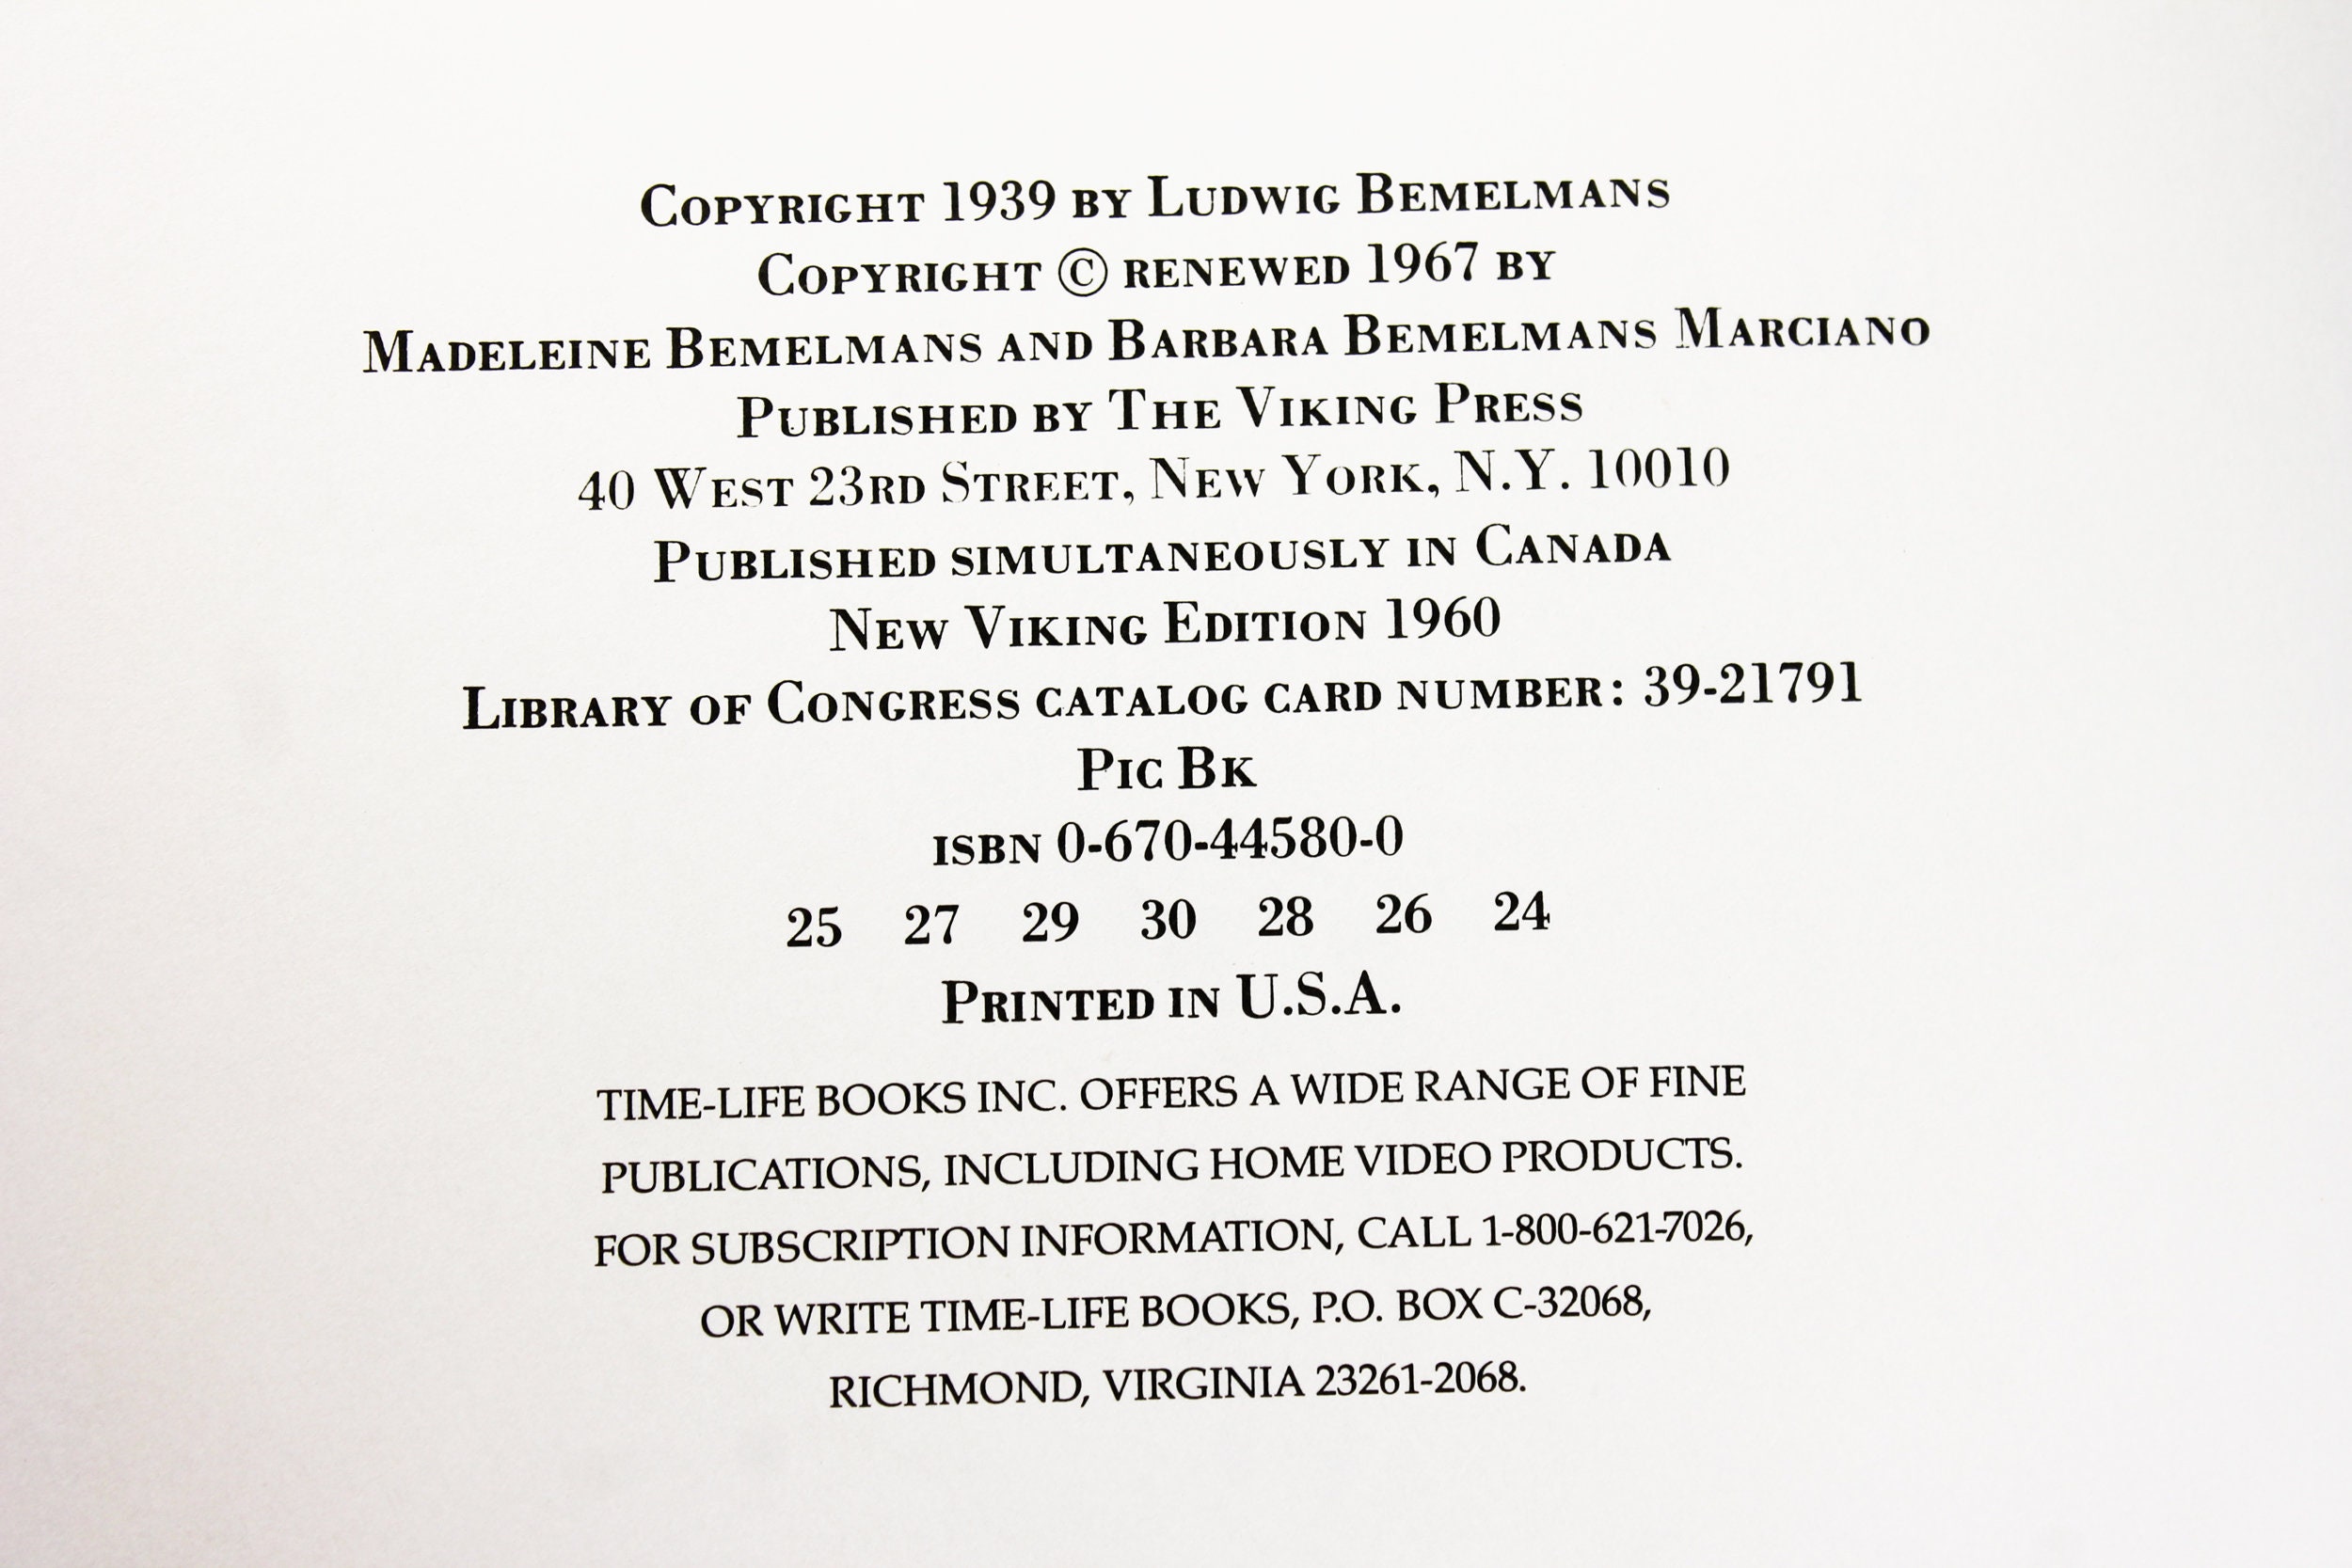 Copyright 1939 by Ludwig Bemelmans
Copyright © renewed 1967 by
Madeleine Bemelmans and Barbara Bemelmans Marciano
Published by The Viking Press
40 West 23rd Street, New York, N.Y. 10010
Published simultaneously in Canada
New Viking Edition 1960
Library of Congress catalog card number: 39-21791
Pic Bk
ISBN 0-670-44580-0
25 27 29 30 28 26 24
Printed in U.S.A.
TIME-LIFE BOOKS INC. OFFERS A WIDE RANGE OF FINE
PUBLICATIONS, INCLUDING HOME VIDEO PRODUCTS.
FOR SUBSCRIPTION INFORMATION, CALL 1-800-621-7026,
OR WRITE TIME-LIFE BOOKS, P.O. BOX C-32068,
RICHMOND, VIRGINIA 23261-2068.